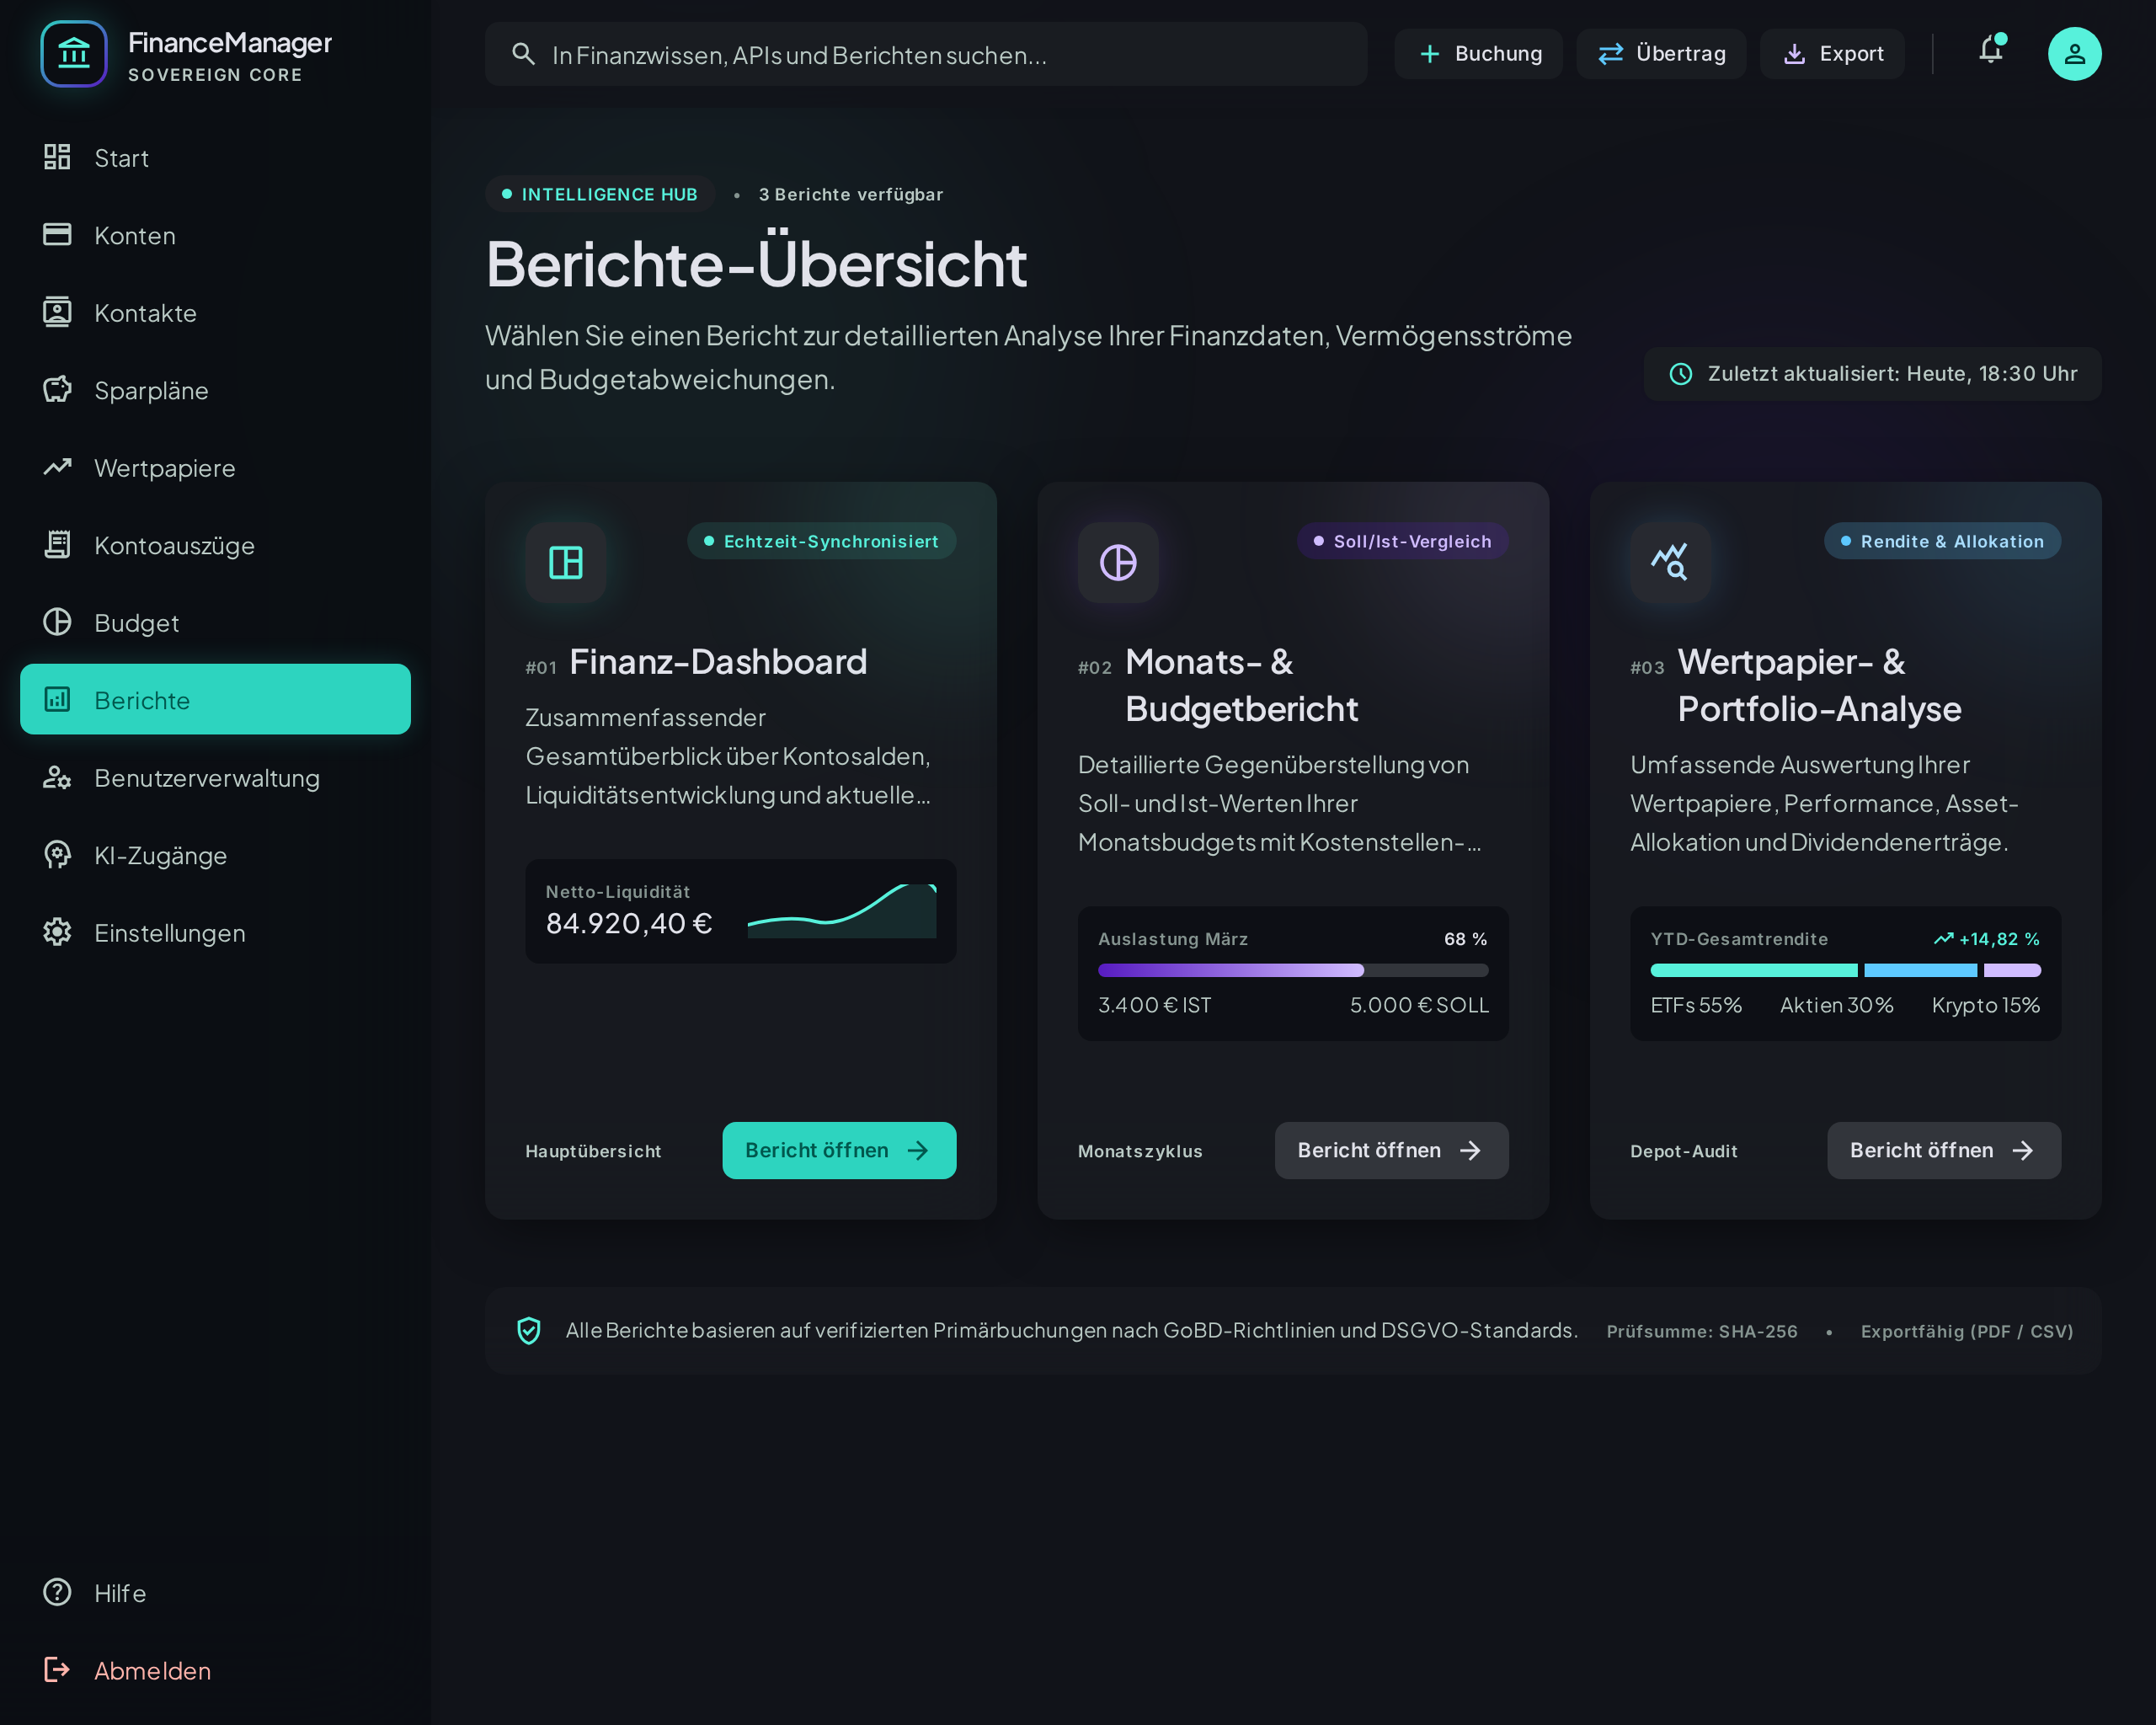 FinanceManager
SOVEREIGN CORE
Start
Konten
Kontakte
Sparpläne
Wertpapiere
Kontoauszüge
Budget
Berichte
Benutzerverwaltung
KI-Zugänge
Einstellungen
Hilfe
Abmelden
In Finanzwissen, APIs und Berichten suchen...
Buchung
Übertrag
Export
INTELLIGENCE HUB • 3 Berichte verfügbar
Berichte-Übersicht
Wählen Sie einen Bericht zur detaillierten Analyse Ihrer Finanzdaten, Vermögensströme
und Budgetabweichungen.
Zuletzt aktualisiert: Heute, 18:30 Uhr
Echtzeit-Synchronisiert
#01 Finanz-Dashboard
Zusammenfassender
Gesamtüberblick über Kontosalden,
Liquiditätsentwicklung und aktuelle...
Netto-Liquidität
84.920,40 €
Hauptübersicht
Bericht öffnen
Soll/Ist-Vergleich
#02 Monats- &
Budgetbericht
Detaillierte Gegenüberstellung von
Soll- und Ist-Werten Ihrer
Monatsbudgets mit Kostenstellen-...
Auslastung März 68 %
3.400 € IST 5.000 € SOLL
Monatszyklus
Bericht öffnen
Rendite & Allokation
#03 Wertpapier- &
Portfolio-Analyse
Umfassende Auswertung Ihrer
Wertpapiere, Performance, Asset-
Allokation und Dividendenerträge.
YTD-Gesamtrendite +14,82 %
ETFs 55% Aktien 30% Krypto 15%
Depot-Audit
Bericht öffnen
Alle Berichte basieren auf verifizierten Primärbuchungen nach GoBD-Richtlinien und DSGVO-Standards. Prüfsumme: SHA-256 • Exportfähig (PDF / CSV)